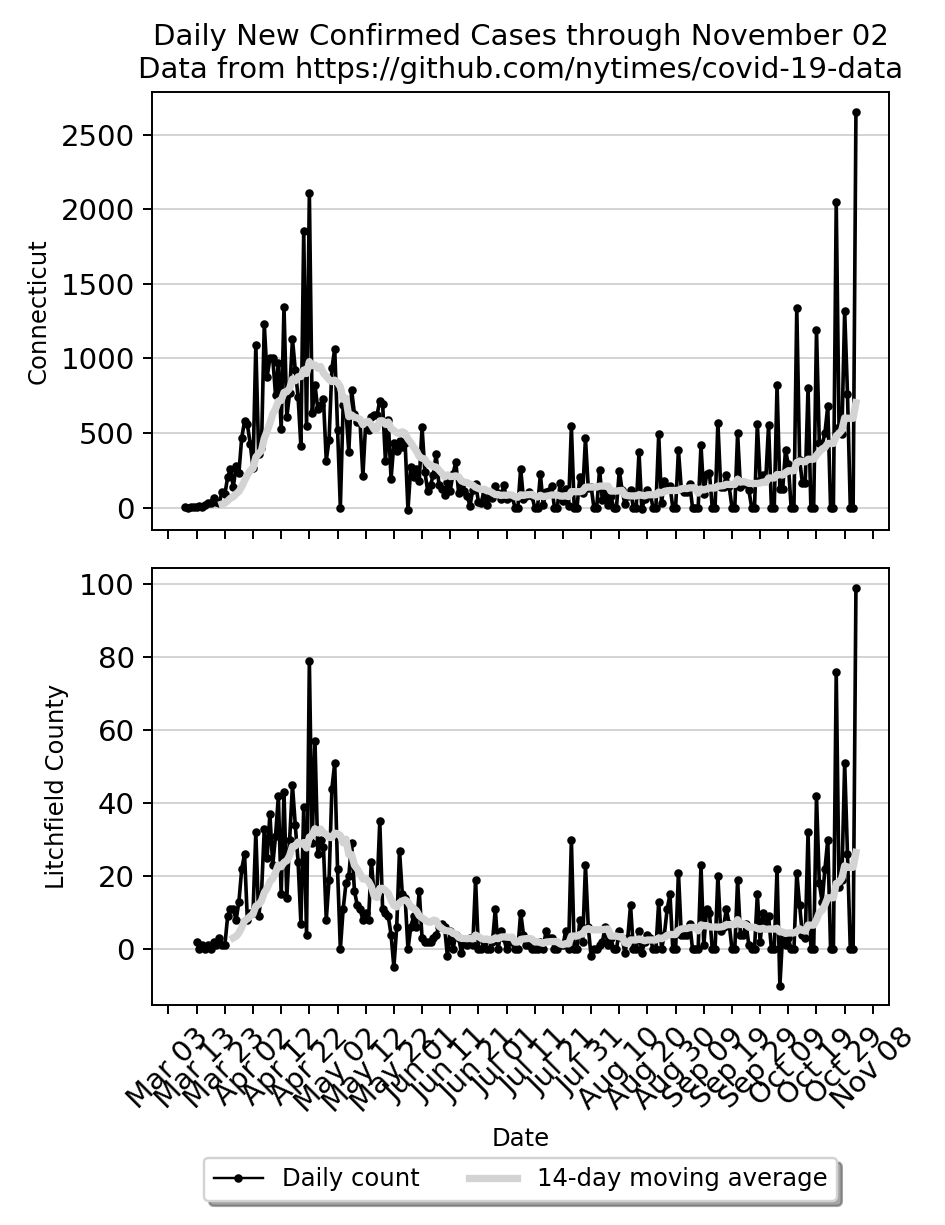 Daily New Confirmed Cases through November 02
Data from https://github.com/nytimes/covid-19-data
2500
2000
1500
1000
500
0
Connecticut
100
80
60
40
20
0
Litchfield County
Mar 03
Mar 13
Mar 23
Apr 02
Apr 12
Apr 22
May 02
May 12
May 22
Jun 01
Jun 11
Jun 21
Jul 01
Jul 11
Jul 21
Jul 31
Aug 10
Aug 20
Aug 30
Sep 09
Sep 19
Sep 29
Oct 09
Oct 19
Oct 29
Nov 08
Date
Daily count
14-day moving average